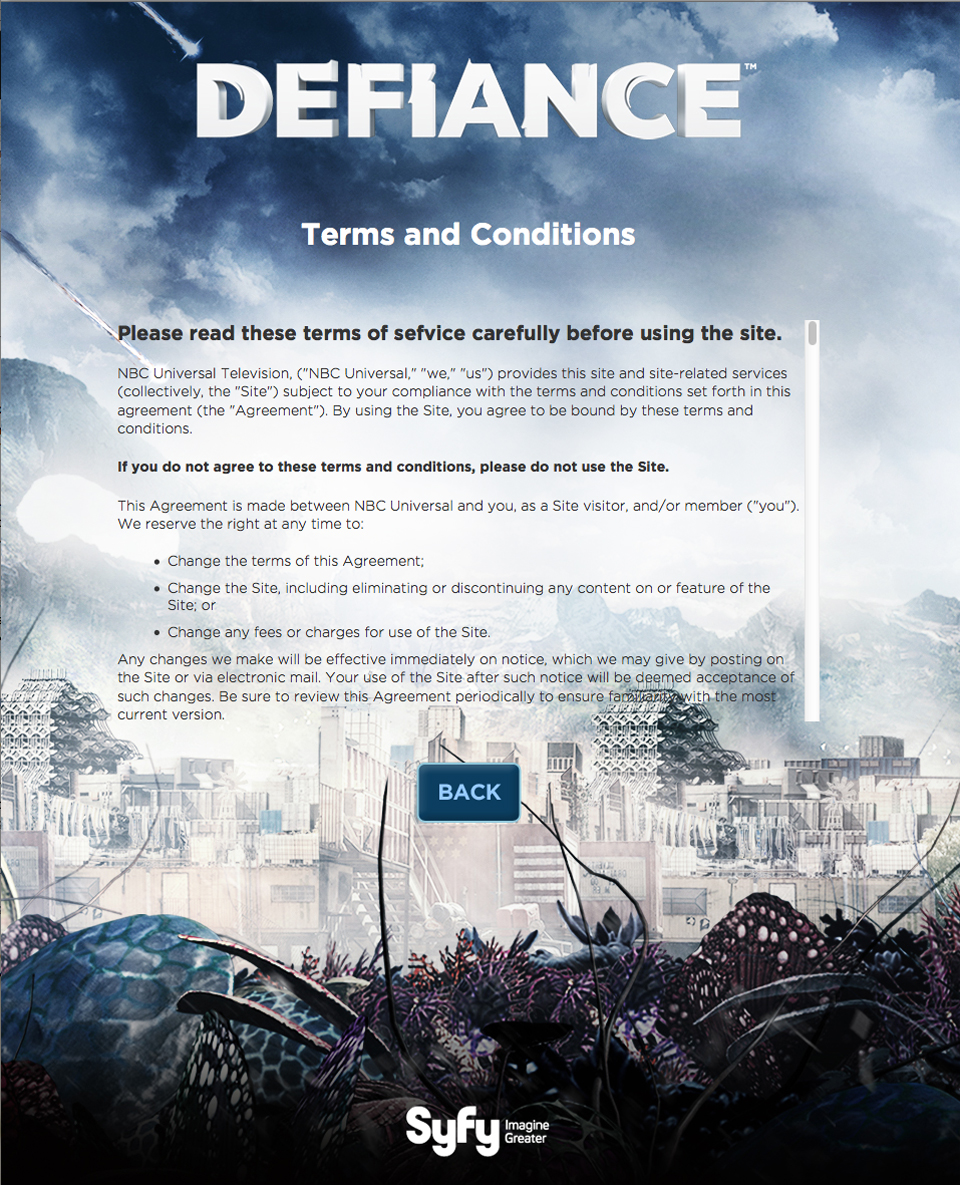 DEFIANCE™
Terms and Conditions
Please read these terms of sefvice carefully before using the site.
NBC Universal Television, ("NBC Universal," "we," "us") provides this site and site-related services
(collectively, the "Site") subject to your compliance with the terms and conditions set forth in this
agreement (the "Agreement"). By using the Site, you agree to be bound by these terms and
conditions.
If you do not agree to these terms and conditions, please do not use the Site.
This Agreement is made between NBC Universal and you, as a Site visitor, and/or member ("you").
We reserve the right at any time to:
• Change the terms of this Agreement;
• Change the Site, including eliminating or discontinuing any content on or feature of the
Site; or
• Change any fees or charges for use of the Site.
Any changes we make will be effective immediately on notice, which we may give by posting on
the Site or via electronic mail. Your use of the Site after such notice will be deemed acceptance of
such changes. Be sure to review this Agreement periodically to ensure familiarity with the most
current version.
BACK
Syfy Imagine
Greater